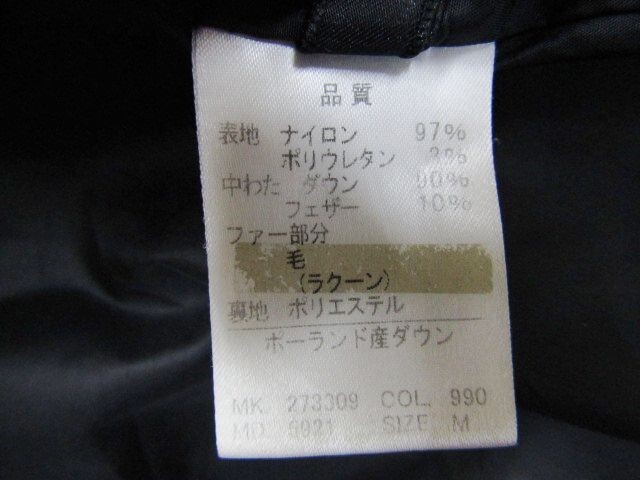 品質
表地 ナイロン 97%
ポリウレタン 3%
中わた ダウン 90%
フェザー 10%
ファー部分
毛
(ラクーン)
裏地 ポリエステル
ポーランド産ダウン
MK. 273309 COL. 990
MD. 5921 SIZE. M